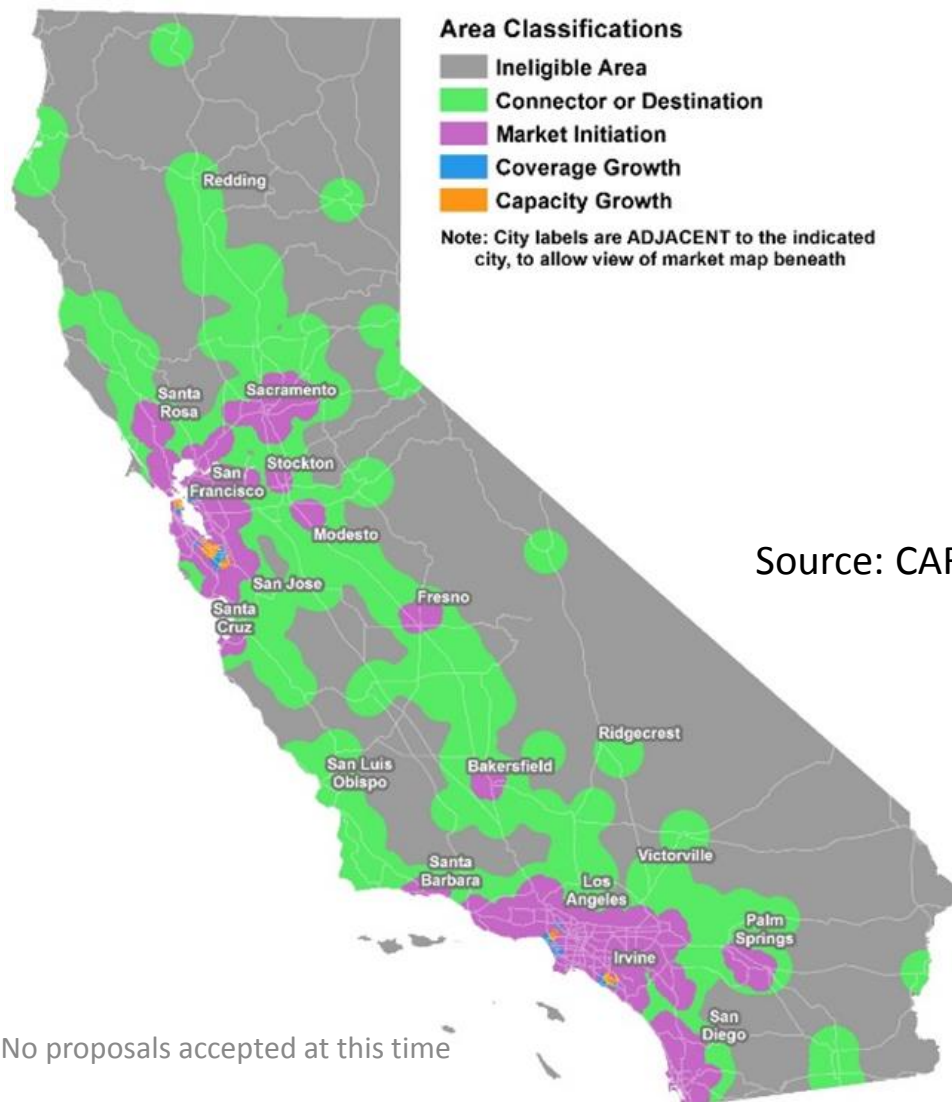 Area Classifications
Ineligible Area
Connector or Destination
Market Initiation
Coverage Growth
Capacity Growth
Note: City labels are ADJACENT to the indicated
city, to allow view of market map beneath
Redding
Santa
Rosa
Sacramento
Stockton
San
Francisco
Modesto
San Jose
Santa
Cruz
Fresno
Source:
Ridgecrest
San Luis
Obispo
Bakersfield
Victorville
Santa
Barbara
Los
Angeles
Palm
Springs
Irvine
San
Diego
No proposals accepted at this time